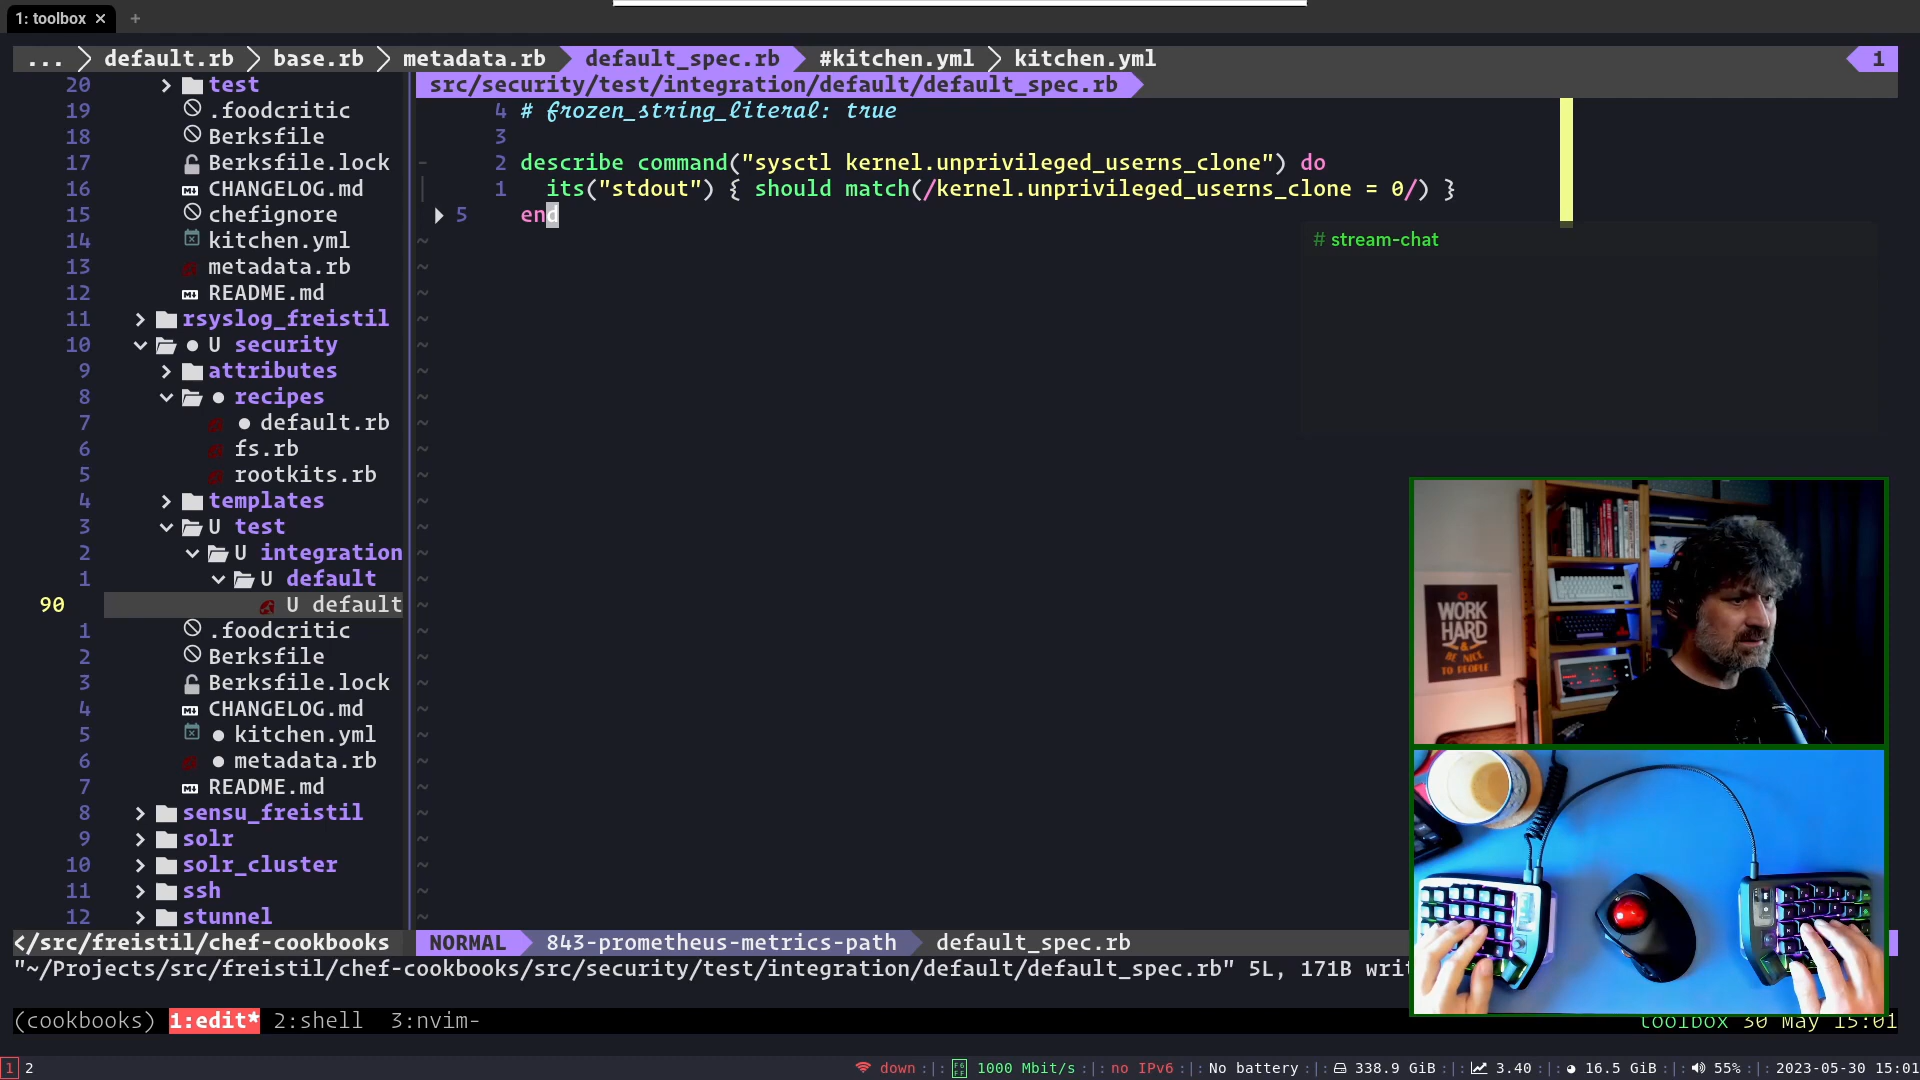 1: toolbox × +
... default.rb base.rb metadata.rb default_spec.rb #kitchen.yml kitchen.yml 1
src/security/test/integration/default/default_spec.rb
20 test
19 .foodcritic
18 Berksfile
17 Berksfile.lock
16 CHANGELOG.md
15 chefignore
14 kitchen.yml
13 metadata.rb
12 README.md
11 rsyslog_freistil
10 U security
9 attributes
8 recipes
7 default.rb
6 fs.rb
5 rootkits.rb
4 templates
3 U test
2 U integration
1 U default
90 U default
1 .foodcritic
2 Berksfile
3 Berksfile.lock
4 CHANGELOG.md
5 kitchen.yml
6 metadata.rb
7 README.md
8 sensu_freistil
9 solr
10 solr_cluster
11 ssh
12 stunnel
4 # frozen_string_literal: true
3
2 describe command("sysctl kernel.unprivileged_userns_clone") do
1 its("stdout") { should match(/kernel.unprivileged_userns_clone = 0/) }
5 end
# stream-chat
WORK
HARD
&
BE NICE
TO PEOPLE
</src/freistil/chef-cookbooks NORMAL 843-prometheus-metrics-path default_spec.rb
"~/Projects/src/freistil/chef-cookbooks/src/security/test/integration/default/default_spec.rb" 5L, 171B writ
(cookbooks) 1:edit* 2:shell 3:nvim- toolbox 30 May 15:01
1 2 down :|: 1000 Mbit/s :|: no IPv6 :|: No battery :|: 338.9 GiB :|: 3.40 :|: 16.5 GiB :|: 55% :|: 2023-05-30 15:01